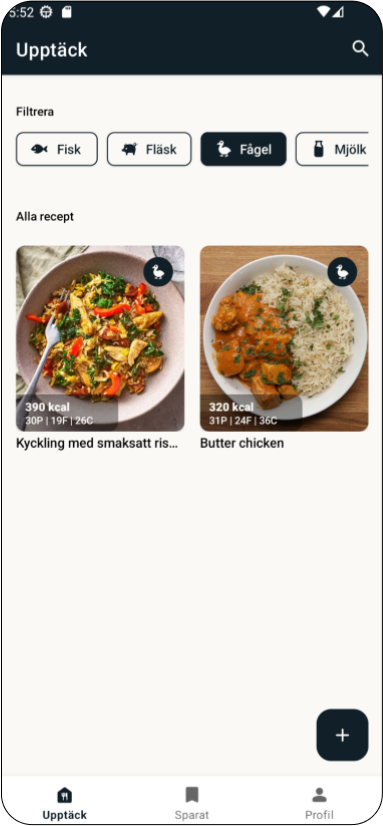 5:52
Upptäck
Filtrera
Fisk
Fläsk
Fågel
Mjölk
Alla recept
390 kcal
30P | 19F | 26C
320 kcal
31P | 24F | 36C
Kyckling med smaksatt ris...
Butter chicken
+
Upptäck
Sparat
Profil